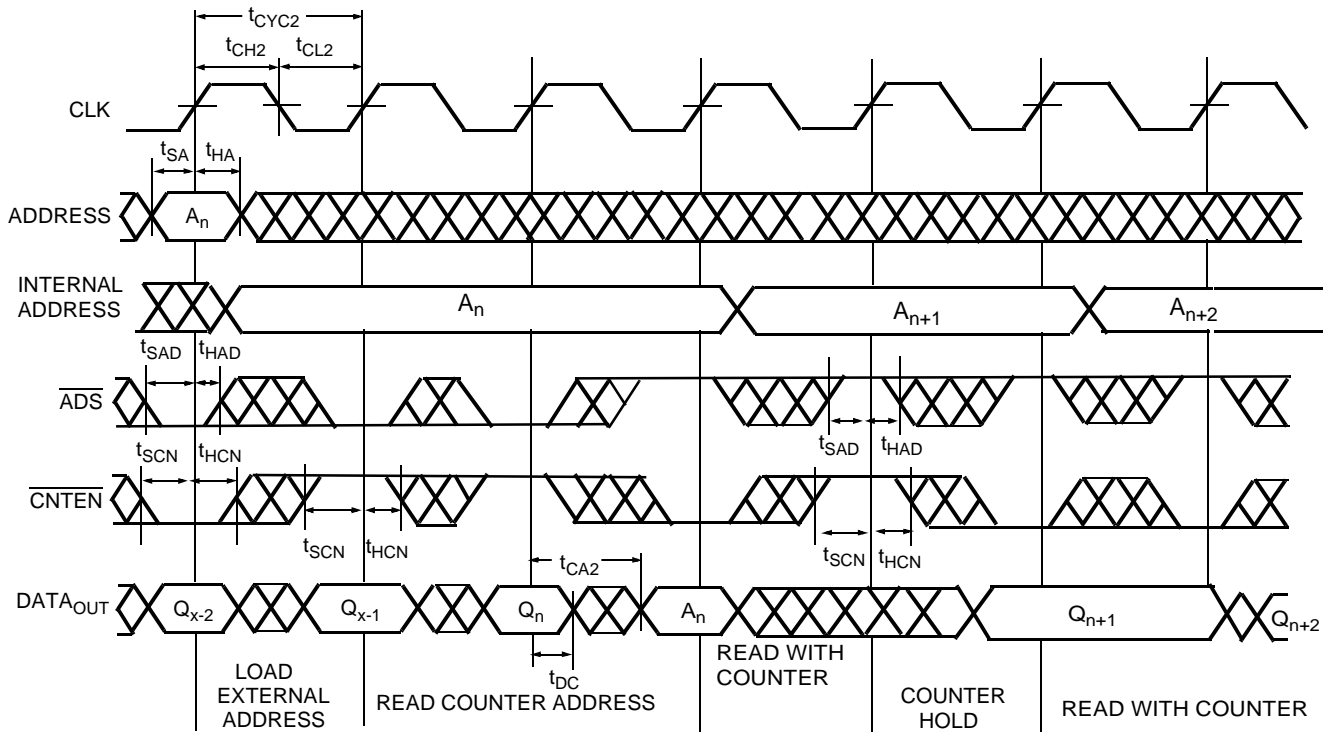 tCYC2
tCH2 tCL2
CLK
tSA tHA
ADDRESS An
INTERNAL
ADDRESS An An+1 An+2
tSAD tHAD
ADS
tSAD tHAD
tSCN tHCN
CNTEN
tSCN tHCN tSCN tHCN
tCA2
DATAOUT Qx-2 Qx-1 Qn An Qn+1 Qn+2
tDC
LOAD
EXTERNAL
ADDRESS
READ COUNTER ADDRESS
READ WITH
COUNTER
COUNTER
HOLD
READ WITH COUNTER